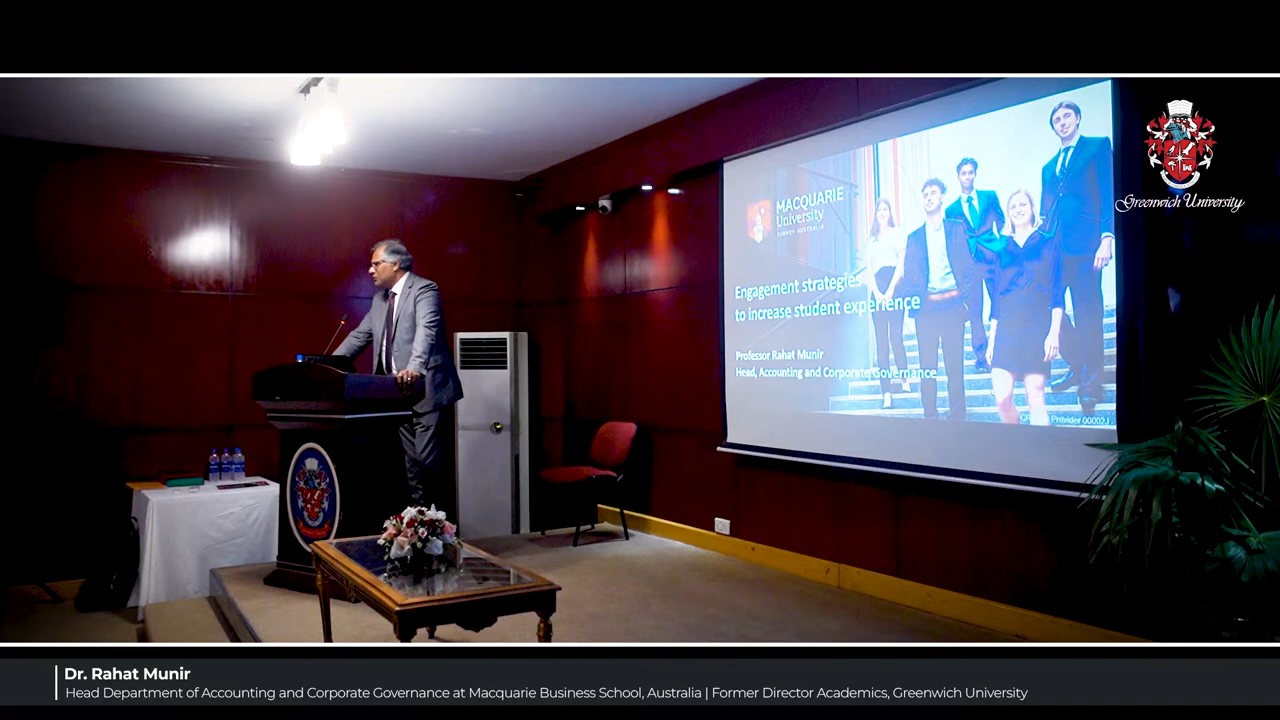 Greenwich University
MACQUARIE
University
SYDNEY · AUSTRALIA
Engagement strategies
to increase student experience
Professor Rahat Munir
Head, Accounting and Corporate Governance
Provider 00002J
Dr. Rahat Munir
Head Department of Accounting and Corporate Governance at Macquarie Business School, Australia | Former Director Academics, Greenwich University